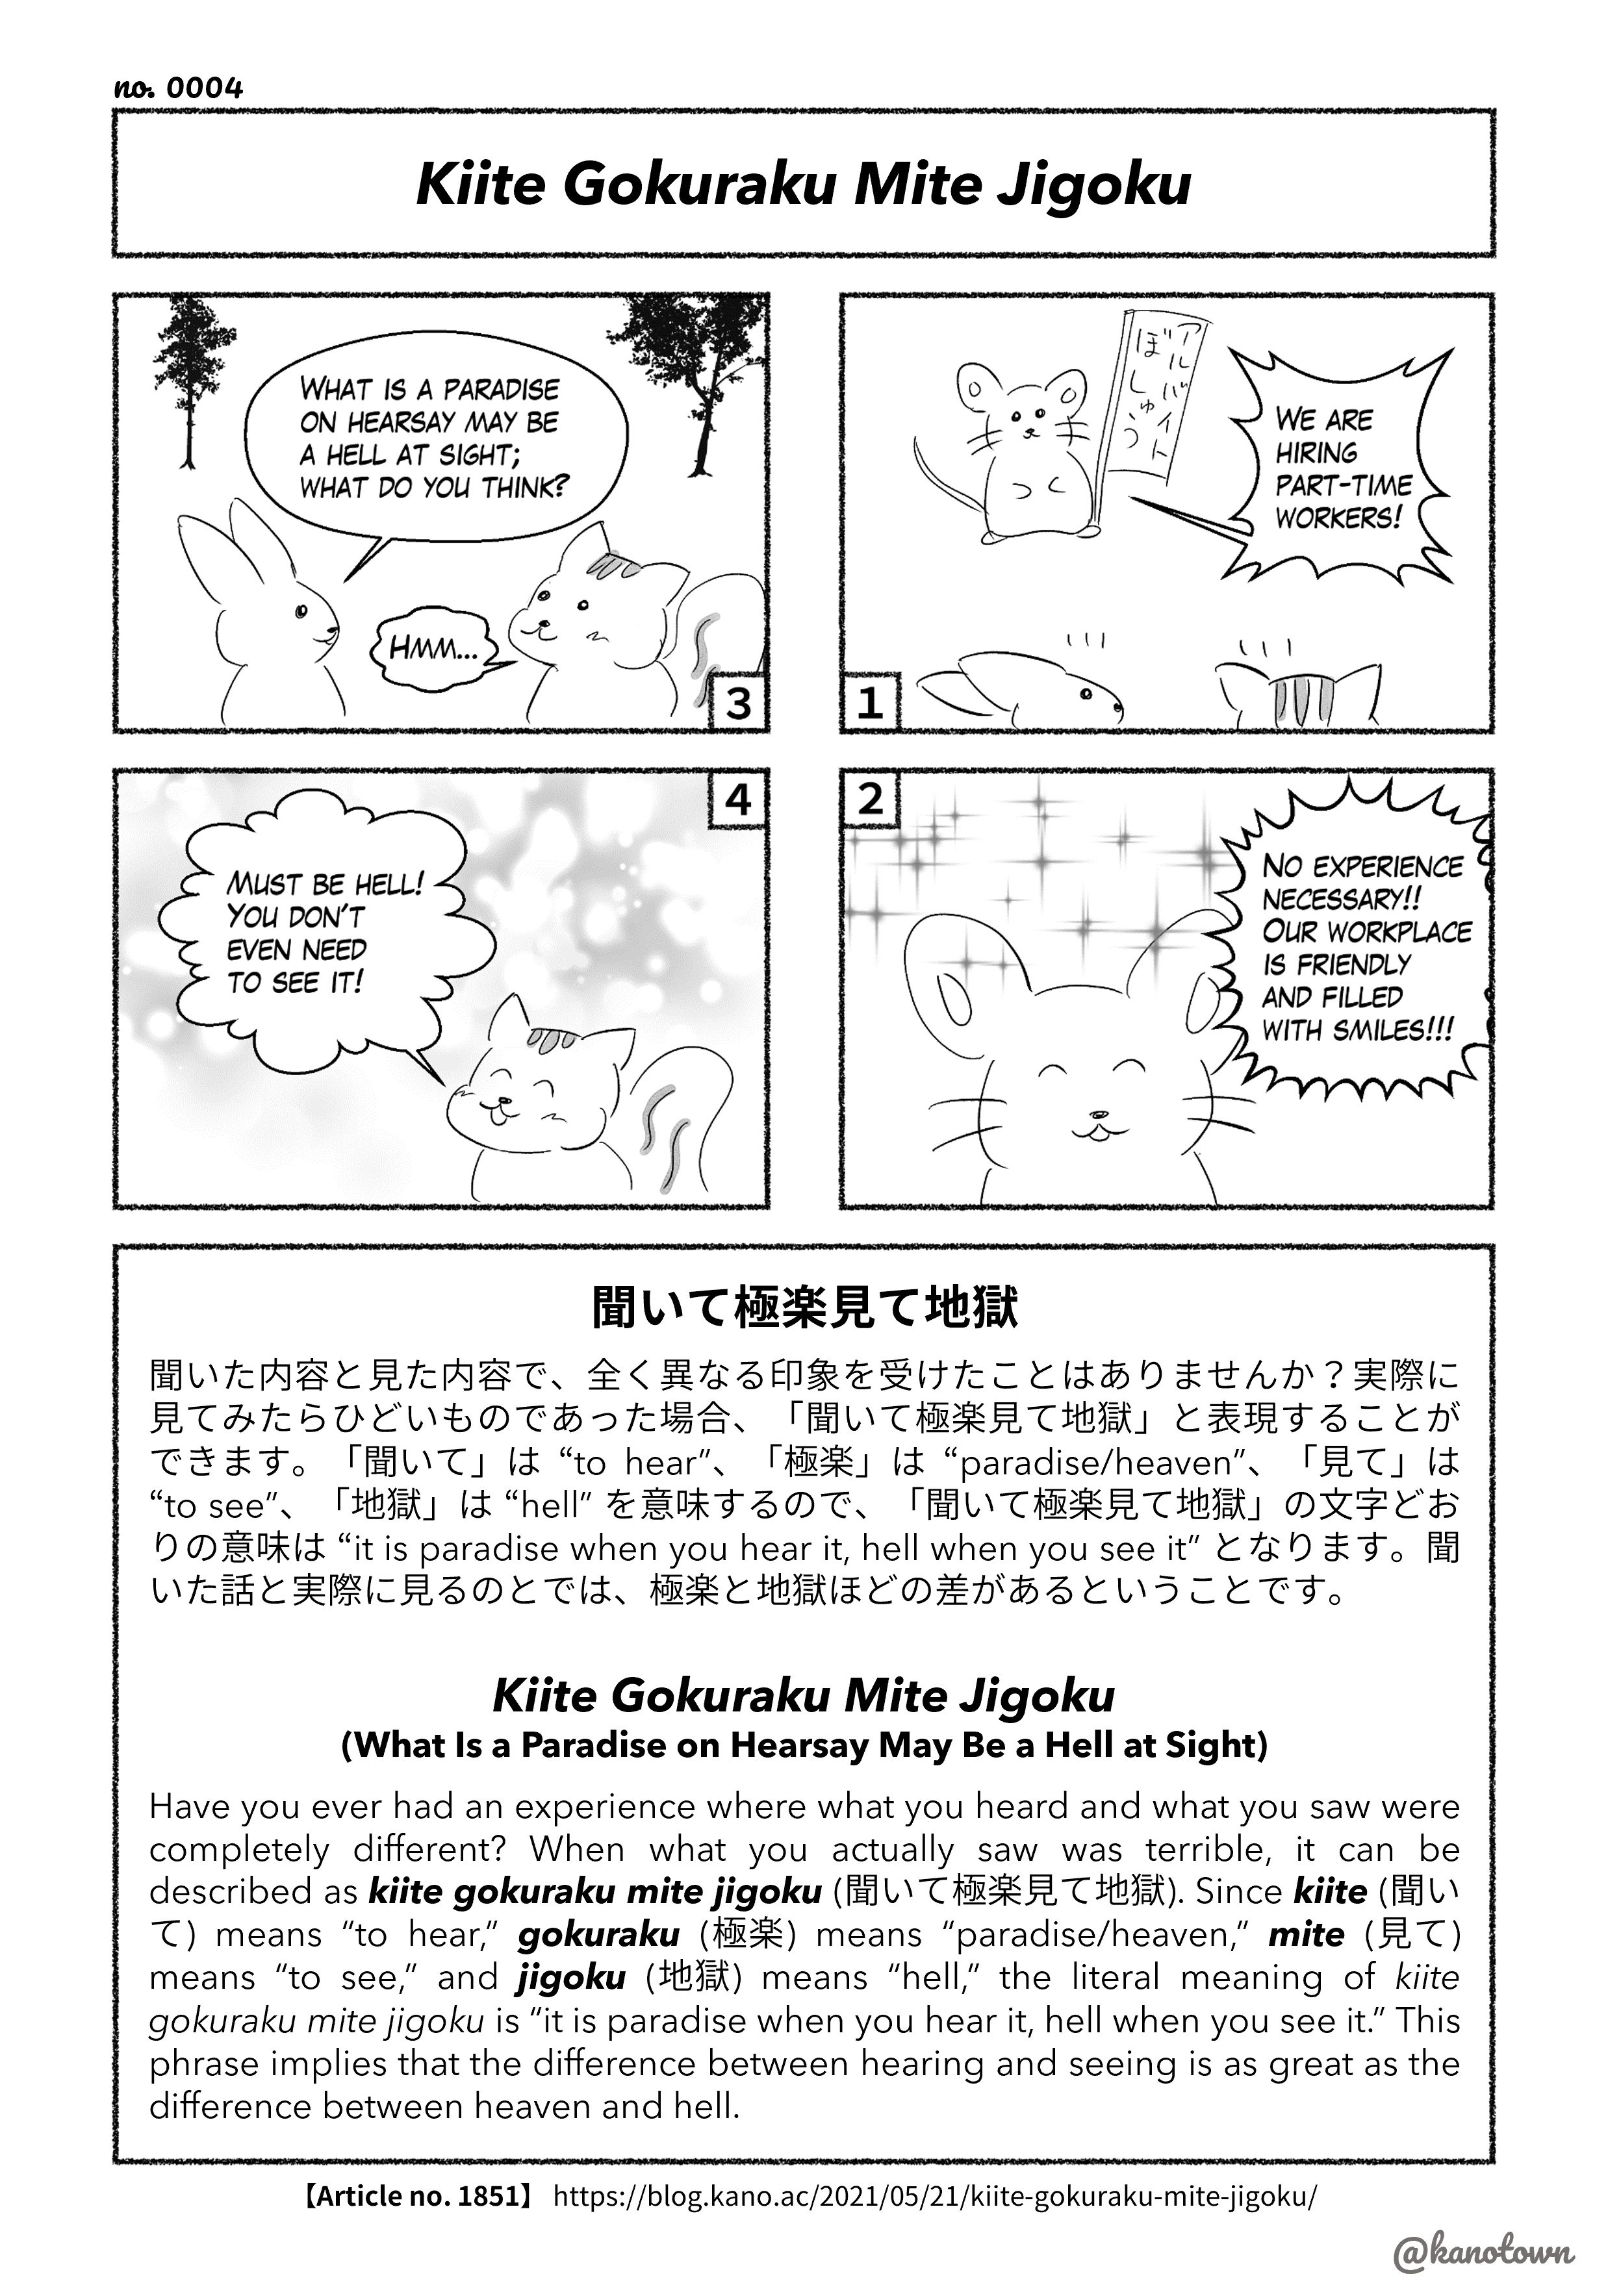 no. 0004
Kiite Gokuraku Mite Jigoku
アルバイト
ぼしゅう
WE ARE
HIRING
PART-TIME
WORKERS!
1
2
NO EXPERIENCE
NECESSARY!!
OUR WORKPLACE
IS FRIENDLY
AND FILLED
WITH SMILES!!!
WHAT IS A PARADISE
ON HEARSAY MAY BE
A HELL AT SIGHT;
WHAT DO YOU THINK?
HMM...
3
4
MUST BE HELL!
YOU DON'T
EVEN NEED
TO SEE IT!
聞いて極楽見て地獄
聞いた内容と見た内容で、全く異なる印象を受けたことはありませんか？実際に
見てみたらひどいものであった場合、「聞いて極楽見て地獄」と表現することが
できます。「聞いて」は “to hear”、「極楽」は “paradise/heaven”、「見て」は
“to see”、「地獄」は “hell” を意味するので、「聞いて極楽見て地獄」の文字どお
りの意味は “it is paradise when you hear it, hell when you see it” となります。聞
いた話と実際に見るのとでは、極楽と地獄ほどの差があるということです。
Kiite Gokuraku Mite Jigoku
(What Is a Paradise on Hearsay May Be a Hell at Sight)
Have you ever had an experience where what you heard and what you saw were
completely different? When what you actually saw was terrible, it can be
described as kiite gokuraku mite jigoku (聞いて極楽見て地獄). Since kiite (聞い
て) means “to hear,” gokuraku (極楽) means “paradise/heaven,” mite (見て)
means “to see,” and jigoku (地獄) means “hell,” the literal meaning of kiite
gokuraku mite jigoku is “it is paradise when you hear it, hell when you see it.” This
phrase implies that the difference between hearing and seeing is as great as the
difference between heaven and hell.
【Article no. 1851】 https://blog.kano.ac/2021/05/21/kiite-gokuraku-mite-jigoku/
@kanotown